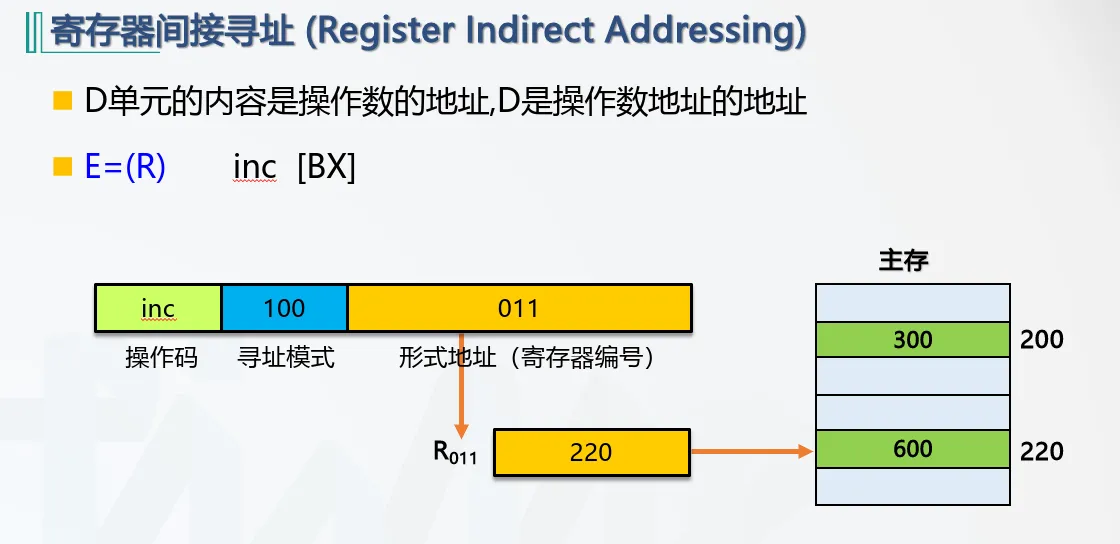 寄存器间接寻址 (Register Indirect Addressing)
D单元的内容是操作数的地址,D是操作数地址的地址
E=(R) inc [BX]
主存
inc 100 011
操作码 寻址模式 形式地址（寄存器编号）
300 200
R011 220 600 220